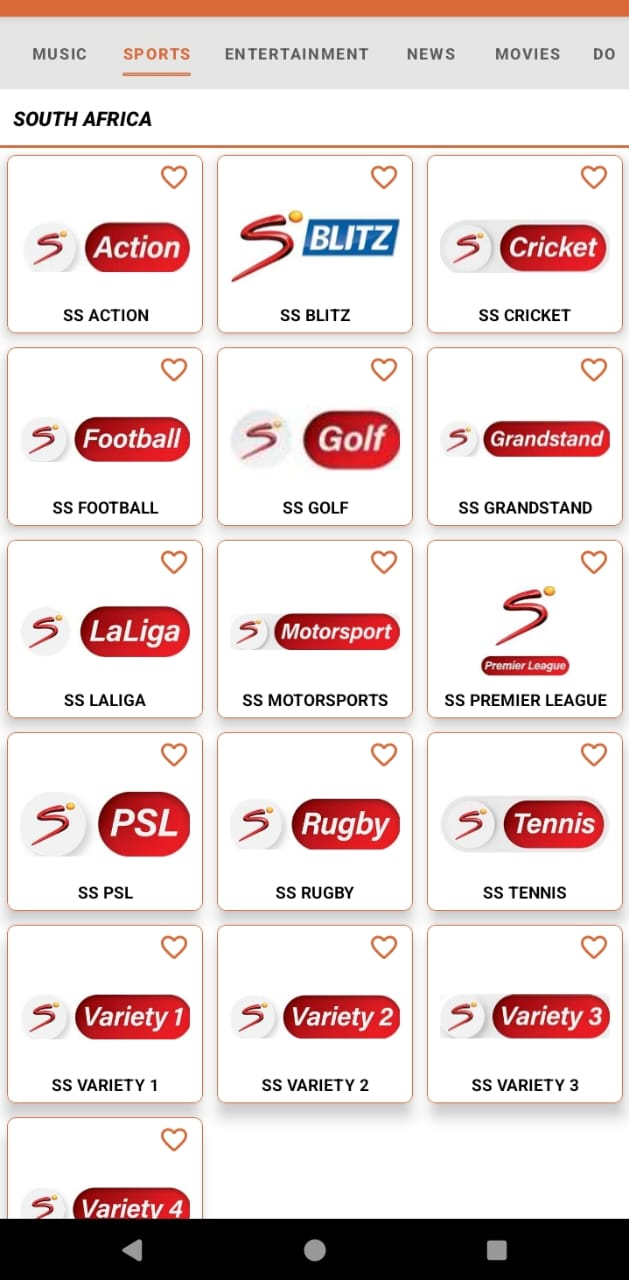 MUSIC SPORTS ENTERTAINMENT NEWS MOVIES DO
SOUTH AFRICA
Action BLITZ Cricket
SS ACTION SS BLITZ SS CRICKET
Football Golf Grandstand
SS FOOTBALL SS GOLF SS GRANDSTAND
LaLiga Motorsport Premier League
SS LALIGA SS MOTORSPORTS SS PREMIER LEAGUE
PSL Rugby Tennis
SS PSL SS RUGBY SS TENNIS
Variety 1 Variety 2 Variety 3
SS VARIETY 1 SS VARIETY 2 SS VARIETY 3
Variety 4